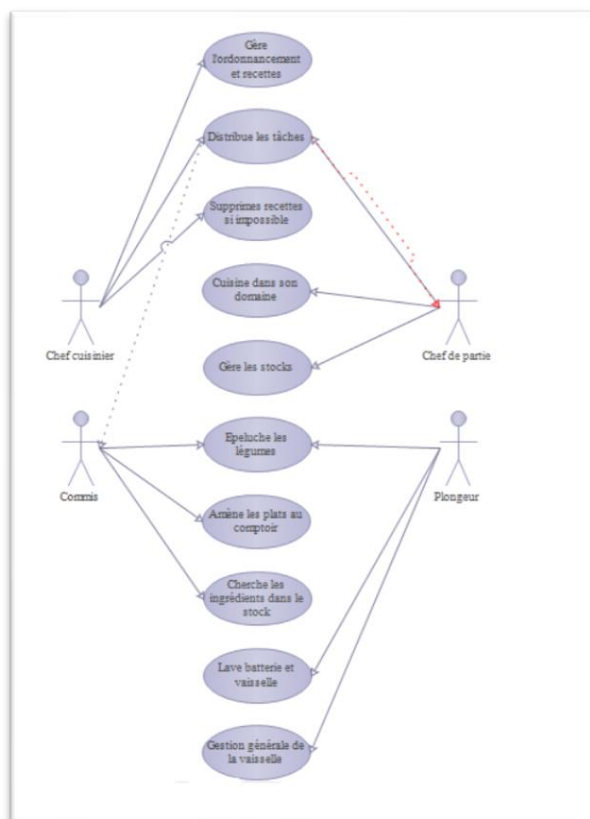 Gère
l'ordonnancement
et recettes
Distribue les tâches
Supprimes recettes
si impossible
Cuisine dans son
domaine
Chef cuisinier
Chef de partie
Gère les stocks
Epeluche les
légumes
Commis
Plongeur
Amène les plats au
comptoir
Cherche les
ingrédients dans le
stock
Lave batterie et
vaisselle
Gestion générale de
la vaisselle